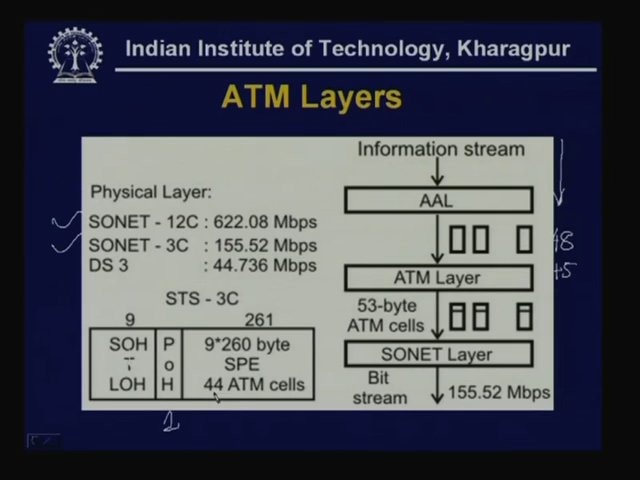 Indian Institute of Technology, Kharagpur
ATM Layers
Physical Layer:
SONET - 12C : 622.08 Mbps
SONET - 3C : 155.52 Mbps
DS 3 : 44.736 Mbps
STS - 3C
9 261
SOH P 9*260 byte
o SPE
LOH H 44 ATM cells
1
Information stream
AAL
48
ATM Layer
+5
53-byte
ATM cells
SONET Layer
Bit
stream
155.52 Mbps